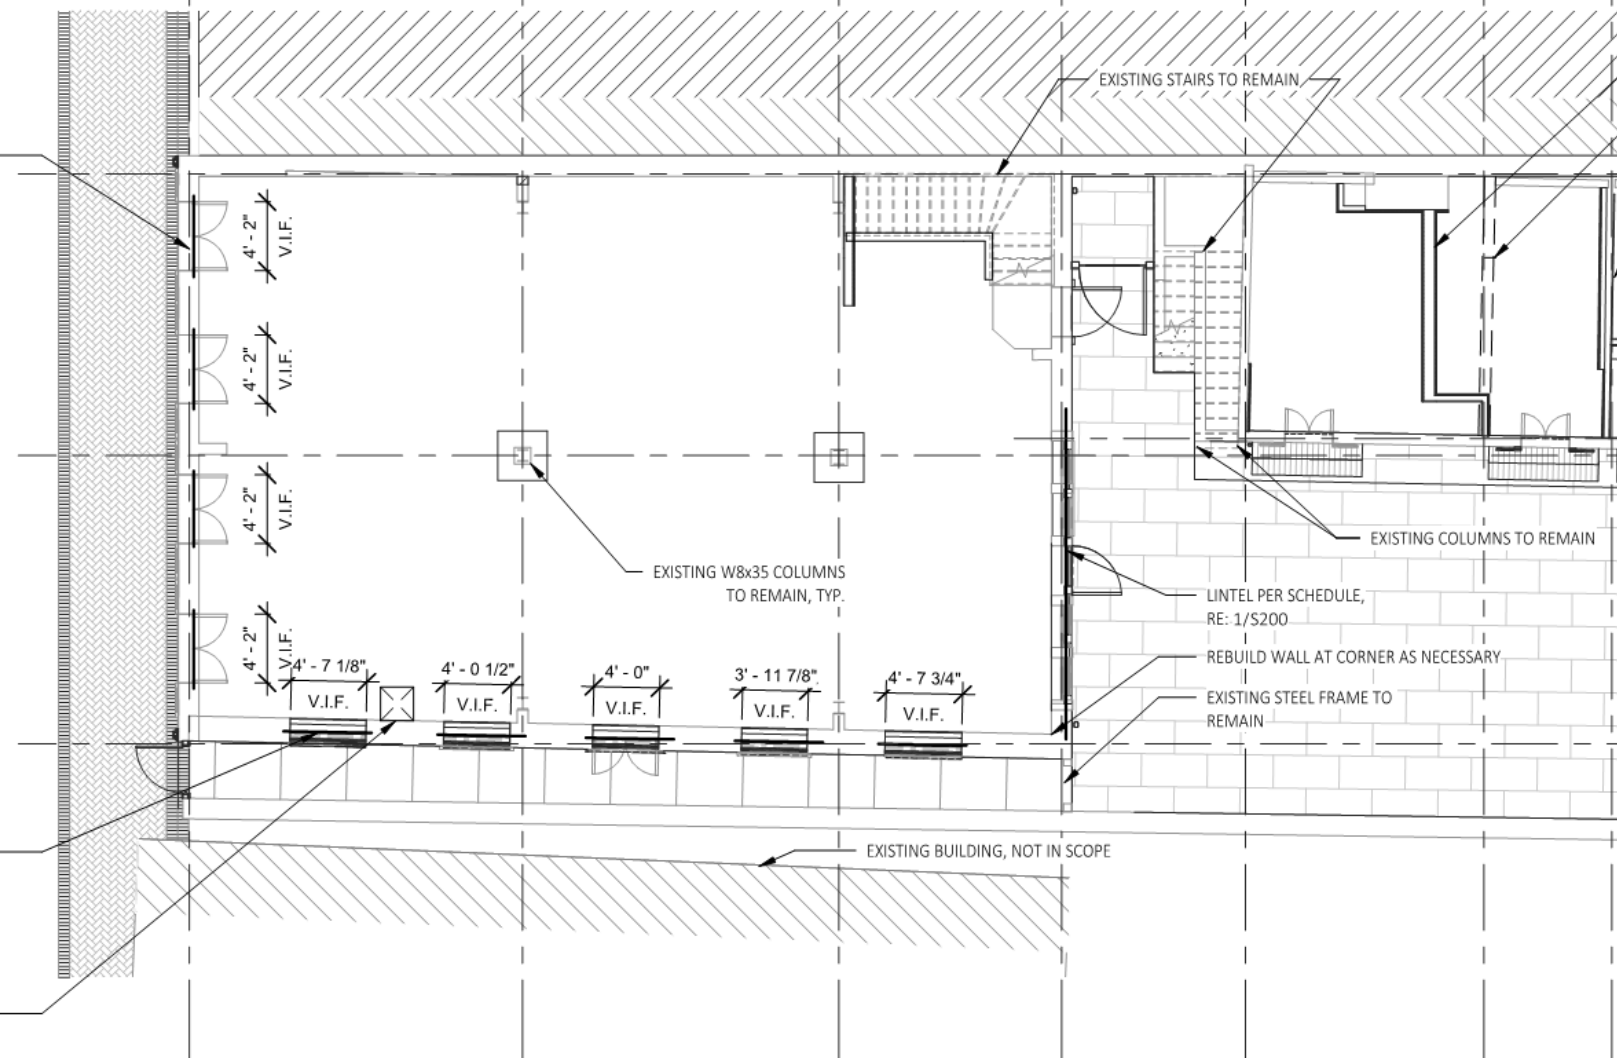 EXISTING STAIRS TO REMAIN
4' - 2"
V.I.F.
4' - 2"
V.I.F.
4' - 2"
V.I.F.
4' - 2"
V.I.F.
EXISTING COLUMNS TO REMAIN
EXISTING W8x35 COLUMNS
TO REMAIN, TYP.
LINTEL PER SCHEDULE,
RE: 1/S200
REBUILD WALL AT CORNER AS NECESSARY
EXISTING STEEL FRAME TO
REMAIN
4' - 7 1/8"
V.I.F.
4' - 0 1/2"
V.I.F.
4' - 0"
V.I.F.
3' - 11 7/8"
V.I.F.
4' - 7 3/4"
V.I.F.
EXISTING BUILDING, NOT IN SCOPE